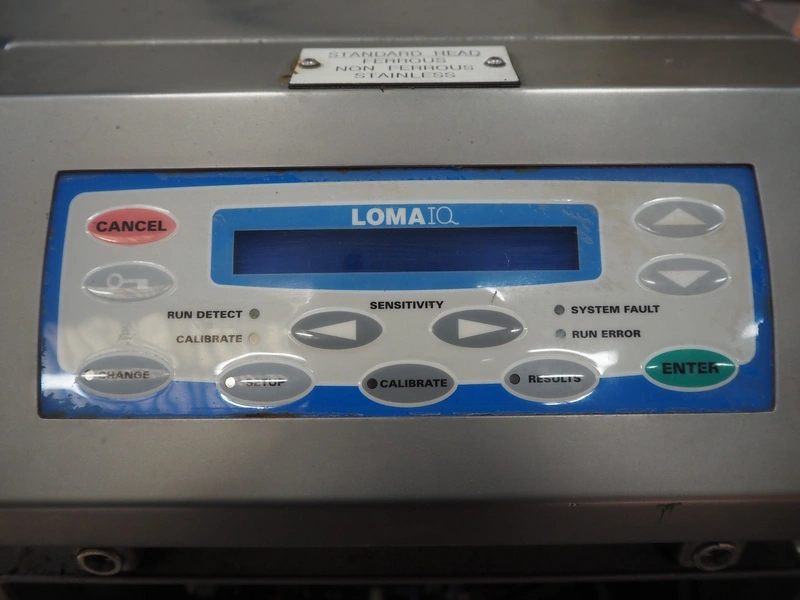 STANDARD HEAD
FERROUS
NON FERROUS
STAINLESS
LOMA IQ
CANCEL
SENSITIVITY
RUN DETECT
SYSTEM FAULT
CALIBRATE
RUN ERROR
CHANGE
SETUP
CALIBRATE
RESULTS
ENTER